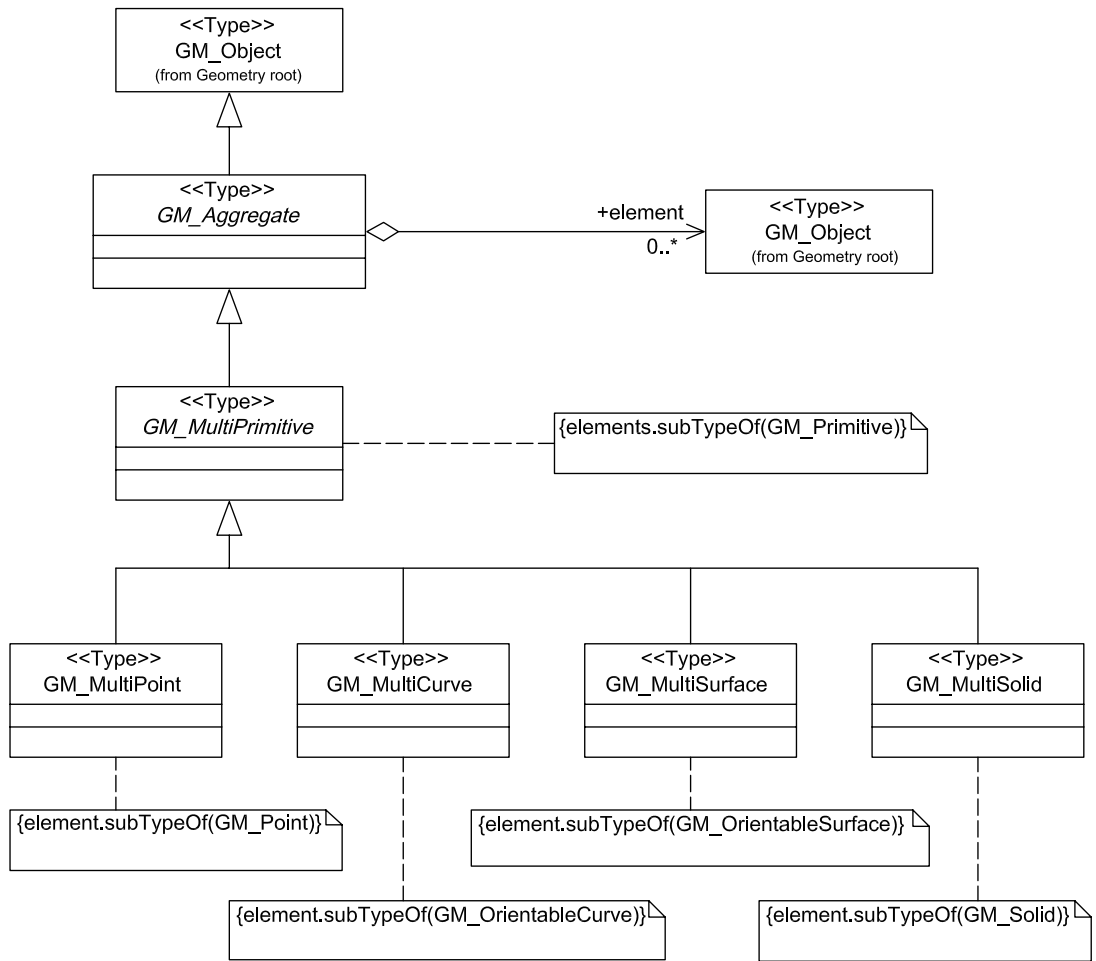 <<Type>>
GM_Object
(from Geometry root)
<<Type>>
GM_Aggregate
+element
0..*
<<Type>>
GM_Object
(from Geometry root)
<<Type>>
GM_MultiPrimitive
{elements.subTypeOf(GM_Primitive)}
<<Type>>
GM_MultiPoint
<<Type>>
GM_MultiCurve
<<Type>>
GM_MultiSurface
<<Type>>
GM_MultiSolid
{element.subTypeOf(GM_Point)}
{element.subTypeOf(GM_OrientableSurface)}
{element.subTypeOf(GM_OrientableCurve)}
{element.subTypeOf(GM_Solid)}